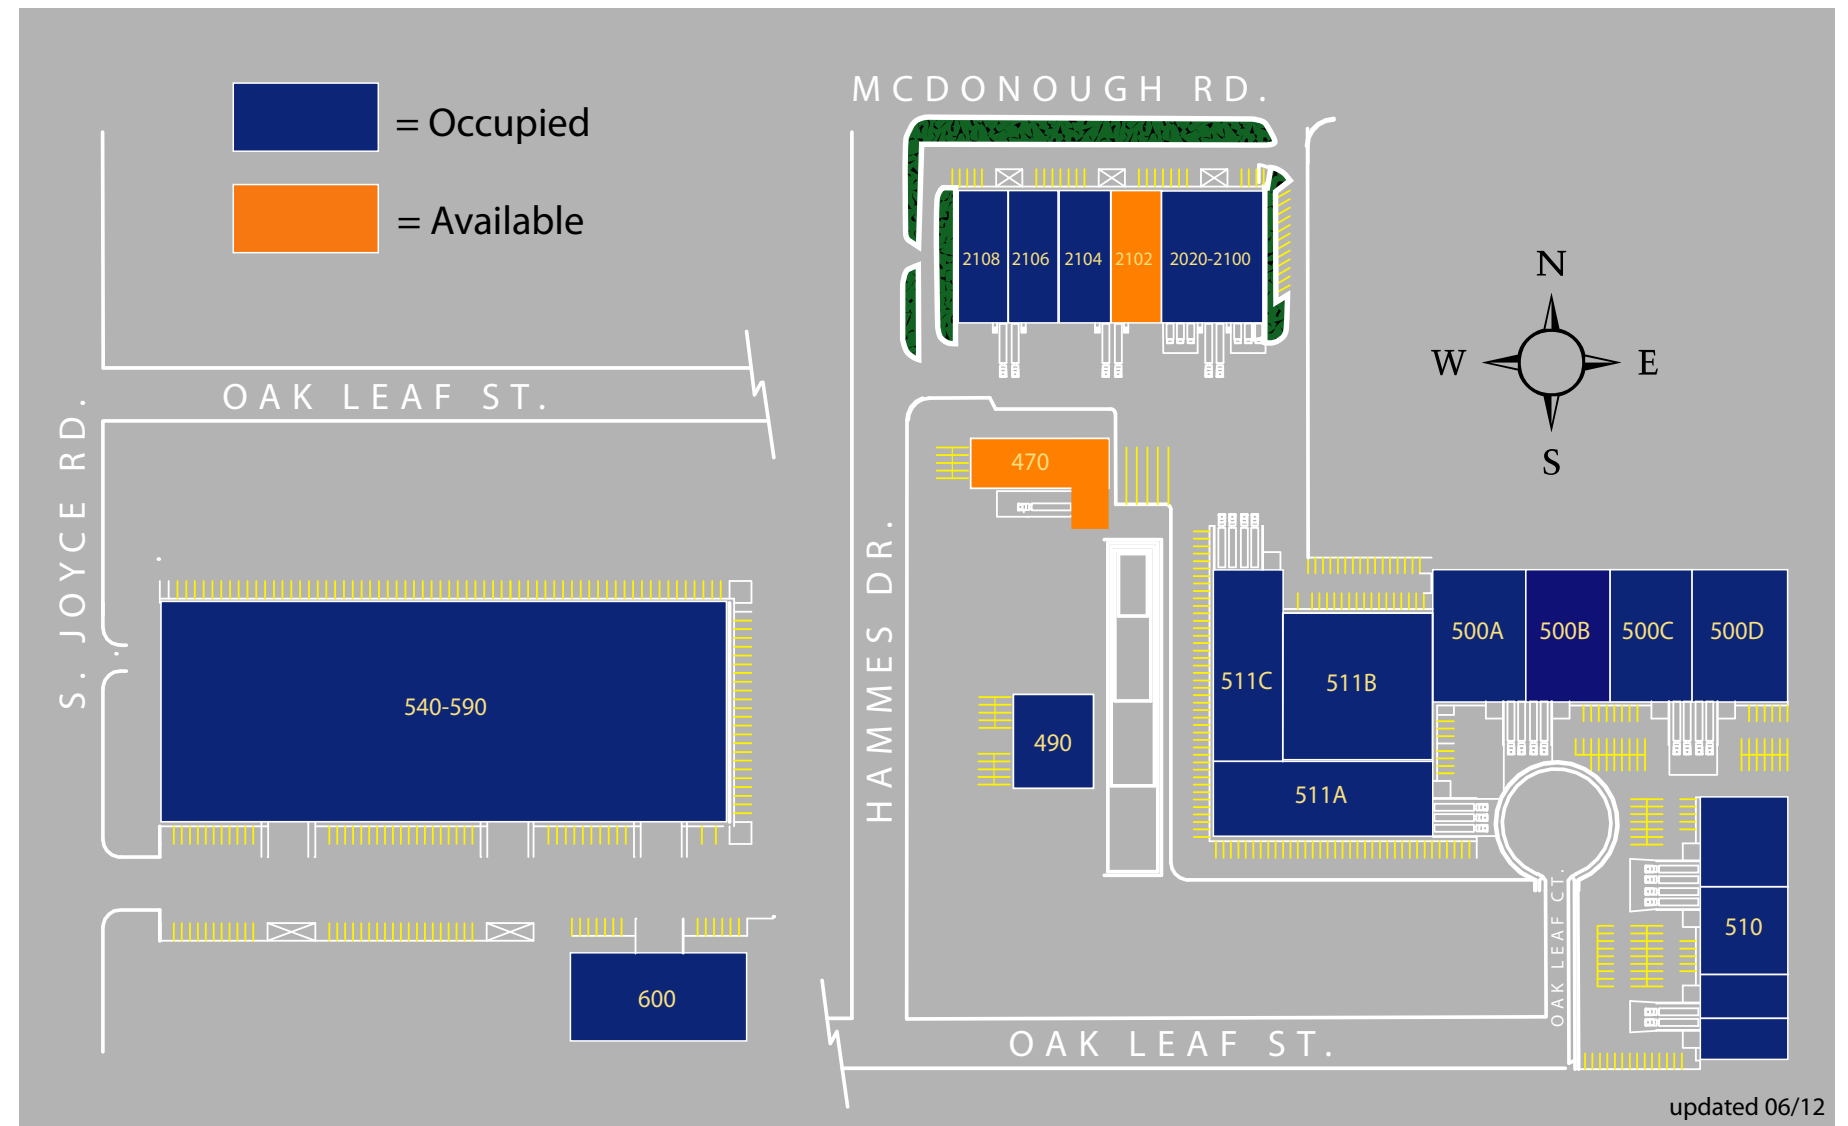 MCDONOUGH RD.
= Occupied
= Available
2108 2106 2104 2102 2020-2100
N
W E
S
OAK LEAF ST.
S. JOYCE RD.
HAMMES DR.
470
500A 500B 500C 500D
511C 511B
540-590
490
511A
OAK LEAF CT.
510
600
OAK LEAF ST.
updated 06/12